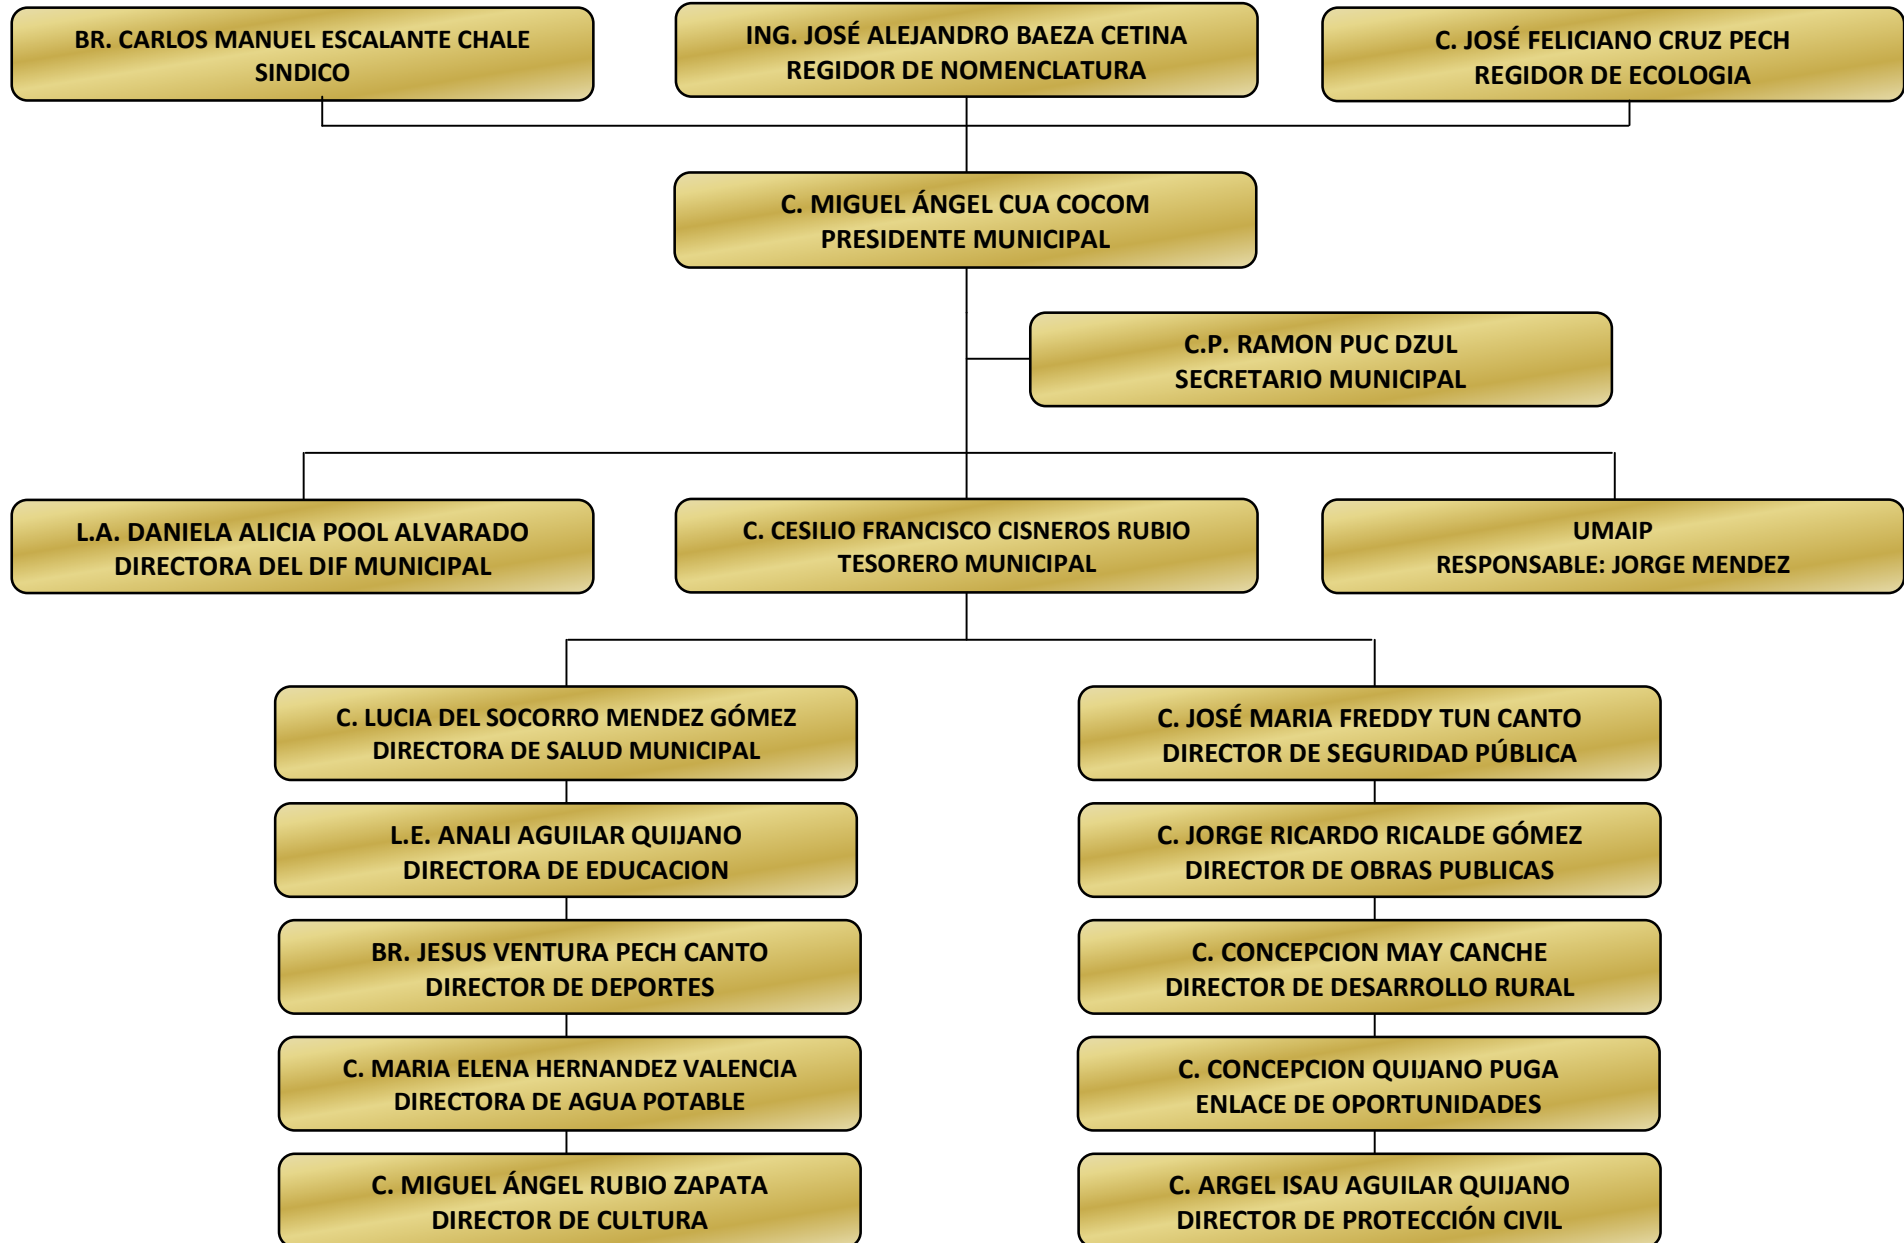 BR. CARLOS MANUEL ESCALANTE CHALE
SINDICO
ING. JOSÉ ALEJANDRO BAEZA CETINA
REGIDOR DE NOMENCLATURA
C. JOSÉ FELICIANO CRUZ PECH
REGIDOR DE ECOLOGIA
C. MIGUEL ÁNGEL CUA COCOM
PRESIDENTE MUNICIPAL
C.P. RAMON PUC DZUL
SECRETARIO MUNICIPAL
L.A. DANIELA ALICIA POOL ALVARADO
DIRECTORA DEL DIF MUNICIPAL
C. CESILIO FRANCISCO CISNEROS RUBIO
TESORERO MUNICIPAL
UMAIP
RESPONSABLE: JORGE MENDEZ
C. LUCIA DEL SOCORRO MENDEZ GÓMEZ
DIRECTORA DE SALUD MUNICIPAL
C. JOSÉ MARIA FREDDY TUN CANTO
DIRECTOR DE SEGURIDAD PÚBLICA
L.E. ANALI AGUILAR QUIJANO
DIRECTORA DE EDUCACION
C. JORGE RICARDO RICALDE GÓMEZ
DIRECTOR DE OBRAS PUBLICAS
BR. JESUS VENTURA PECH CANTO
DIRECTOR DE DEPORTES
C. CONCEPCION MAY CANCHE
DIRECTOR DE DESARROLLO RURAL
C. MARIA ELENA HERNANDEZ VALENCIA
DIRECTORA DE AGUA POTABLE
C. CONCEPCION QUIJANO PUGA
ENLACE DE OPORTUNIDADES
C. MIGUEL ÁNGEL RUBIO ZAPATA
DIRECTOR DE CULTURA
C. ARGEL ISAU AGUILAR QUIJANO
DIRECTOR DE PROTECCIÓN CIVIL